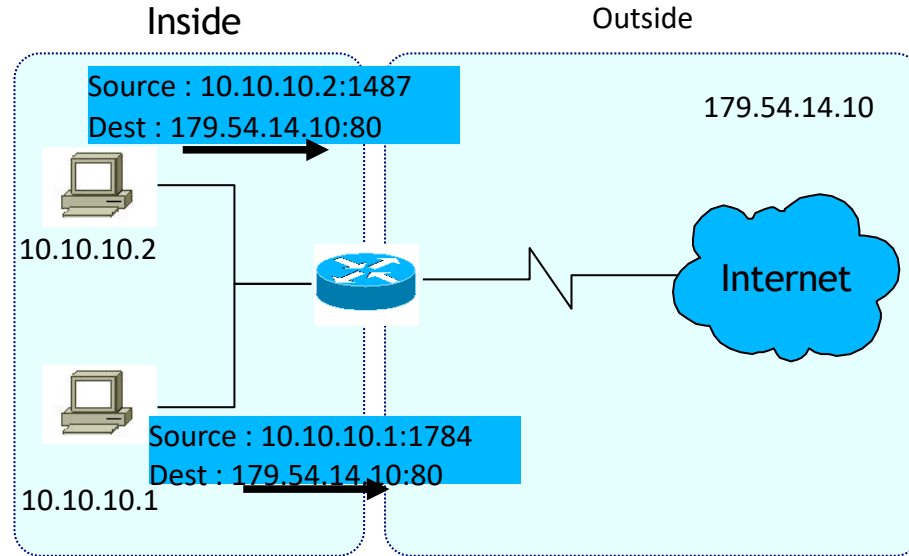 Inside
Outside
Source : 10.10.10.2:1487
Dest : 179.54.14.10:80
179.54.14.10
10.10.10.2
Internet
Source : 10.10.10.1:1784
Dest : 179.54.14.10:80
10.10.10.1